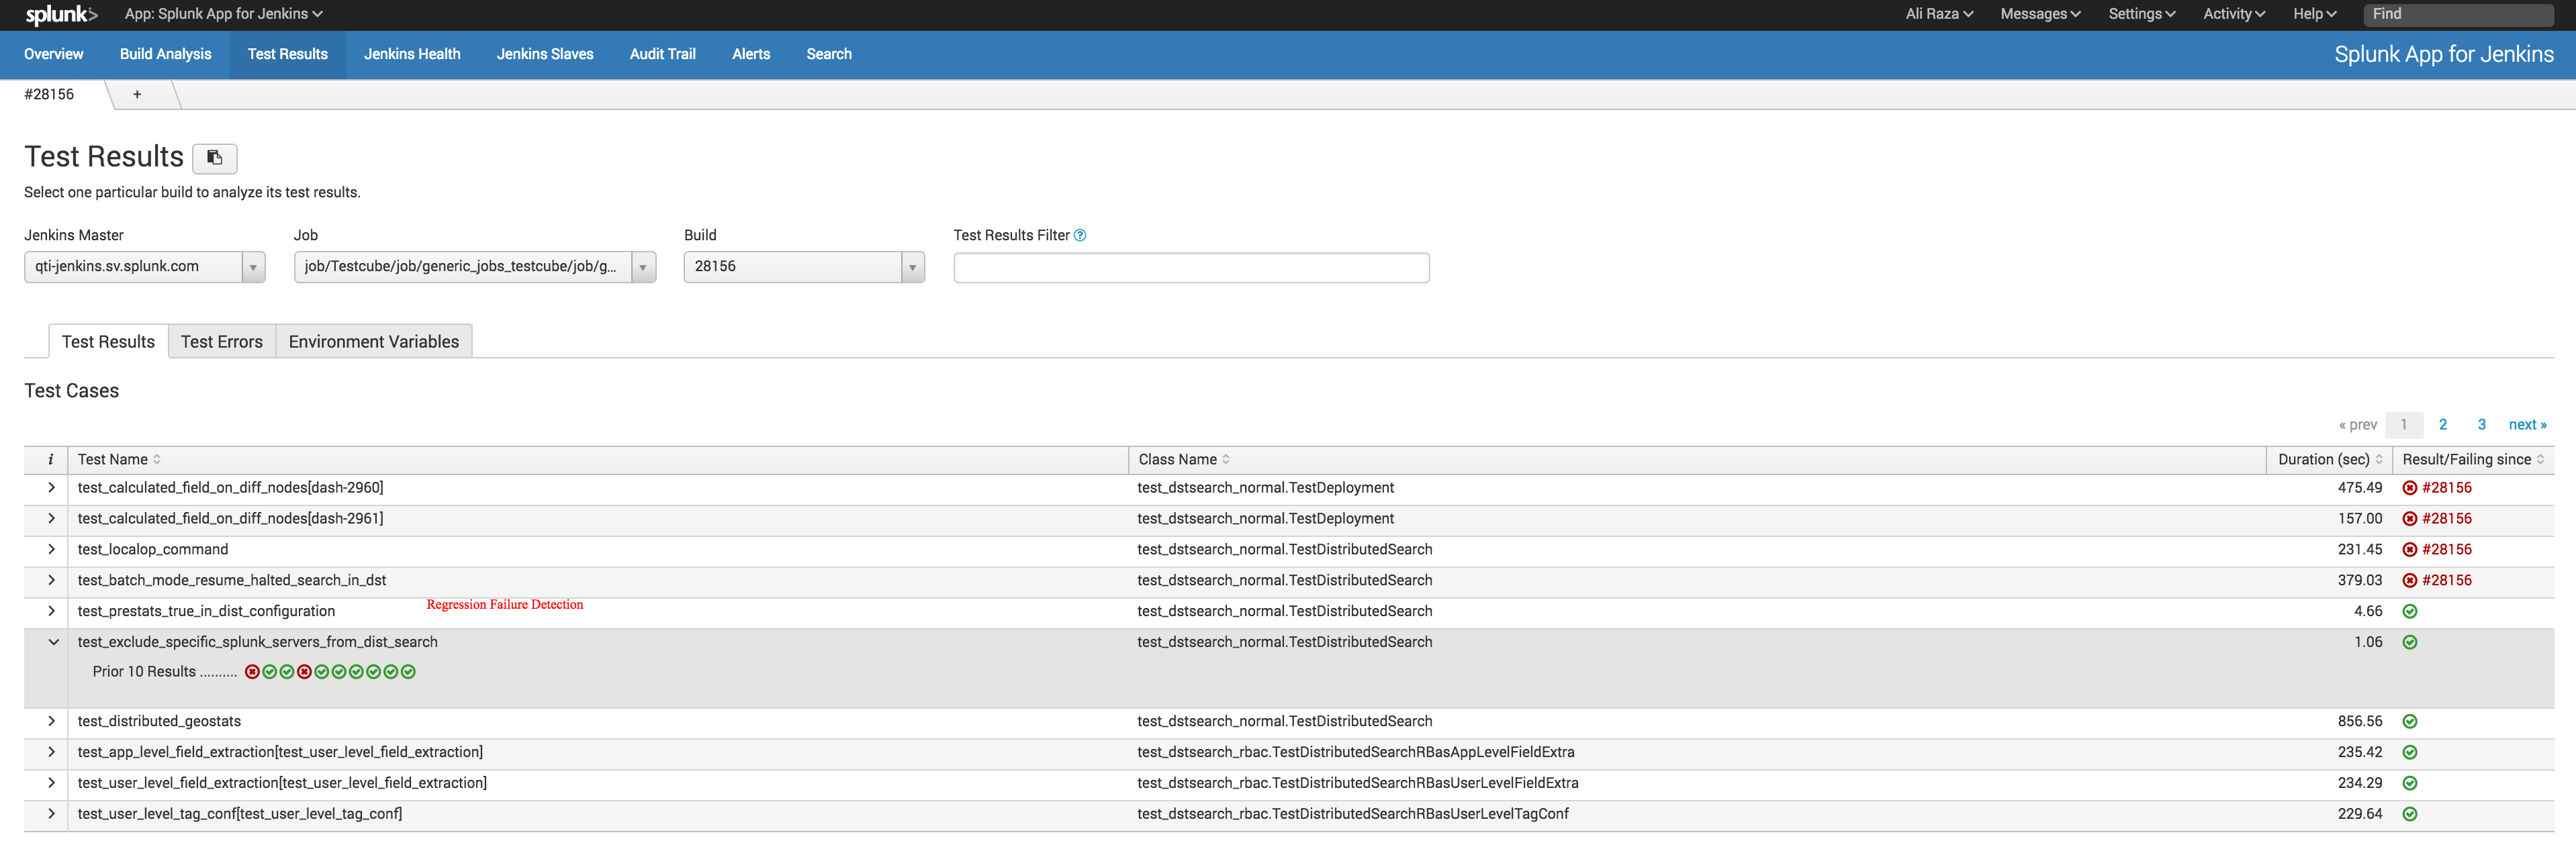 splunk> App: Splunk App for Jenkins Ali Raza Messages Settings Activity Help Find
Overview Build Analysis Test Results Jenkins Health Jenkins Slaves Audit Trail Alerts Search Splunk App for Jenkins
#28156 +
Test Results
Select one particular build to analyze its test results.
Jenkins Master Job Build Test Results Filter ?
qti-jenkins.sv.splunk.com job/Testcube/job/generic_jobs_testcube/job/g... 28156
Test Results Test Errors Environment Variables
Test Cases
« prev 1 2 3 next »
i Test Name Class Name Duration (sec) Result/Failing since
test_calculated_field_on_diff_nodes[dash-2960] test_dstsearch_normal.TestDeployment 475.49 #28156
test_calculated_field_on_diff_nodes[dash-2961] test_dstsearch_normal.TestDeployment 157.00 #28156
test_localop_command test_dstsearch_normal.TestDistributedSearch 231.45 #28156
test_batch_mode_resume_halted_search_in_dst test_dstsearch_normal.TestDistributedSearch 379.03 #28156
Regression Failure Detection
test_prestats_true_in_dist_configuration test_dstsearch_normal.TestDistributedSearch 4.66
test_exclude_specific_splunk_servers_from_dist_search test_dstsearch_normal.TestDistributedSearch 1.06
Prior 10 Results ..........
test_distributed_geostats test_dstsearch_normal.TestDistributedSearch 856.56
test_app_level_field_extraction[test_user_level_field_extraction] test_dstsearch_rbac.TestDistributedSearchRBasAppLevelFieldExtra 235.42
test_user_level_field_extraction[test_user_level_field_extraction] test_dstsearch_rbac.TestDistributedSearchRBasUserLevelFieldExtra 234.29
test_user_level_tag_conf[test_user_level_tag_conf] test_dstsearch_rbac.TestDistributedSearchRBasUserLevelTagConf 229.64